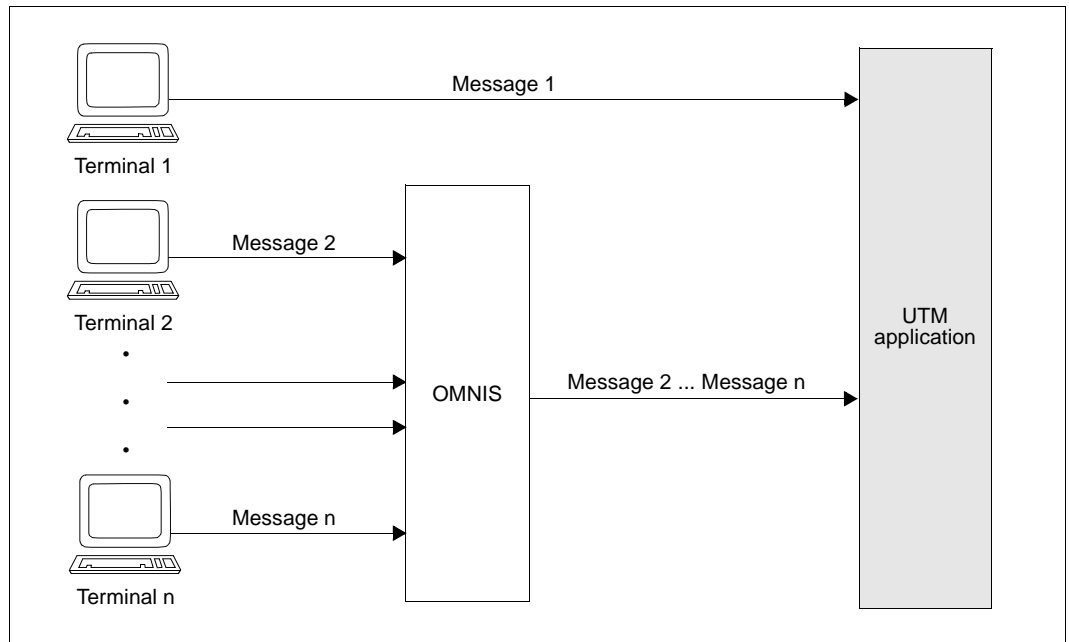 Message 1
Terminal 1
Message 2
Terminal 2
OMNIS
Message 2 ... Message n
UTM
application
Message n
Terminal n